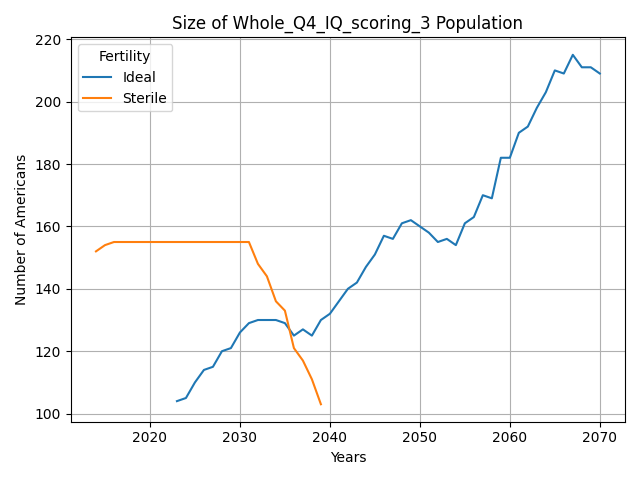 Size of Whole_Q4_IQ_scoring_3 Population
Fertility
Ideal
Sterile
Number of Americans
220
200
180
160
140
120
100
2020 2030 2040 2050 2060 2070
Years